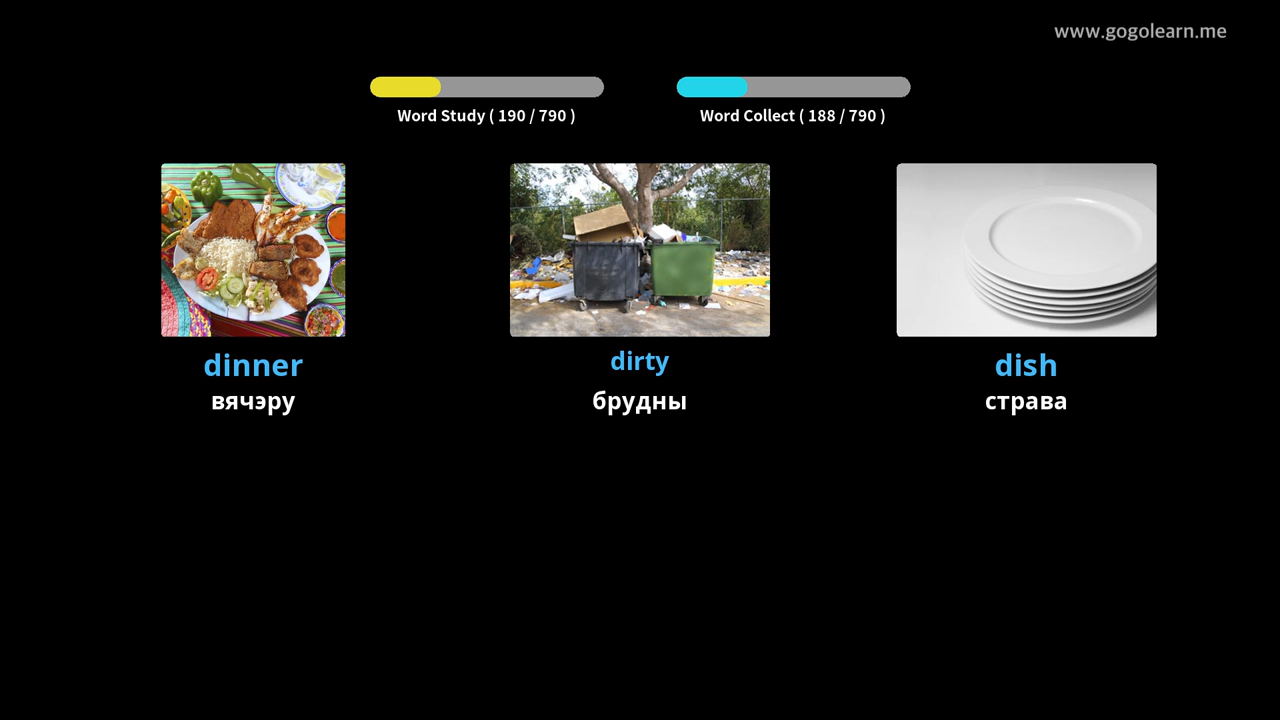 www.gogolearn.me
Word Study ( 190 / 790 )
Word Collect ( 188 / 790 )
dinner
вячэру
dirty
брудны
dish
страва